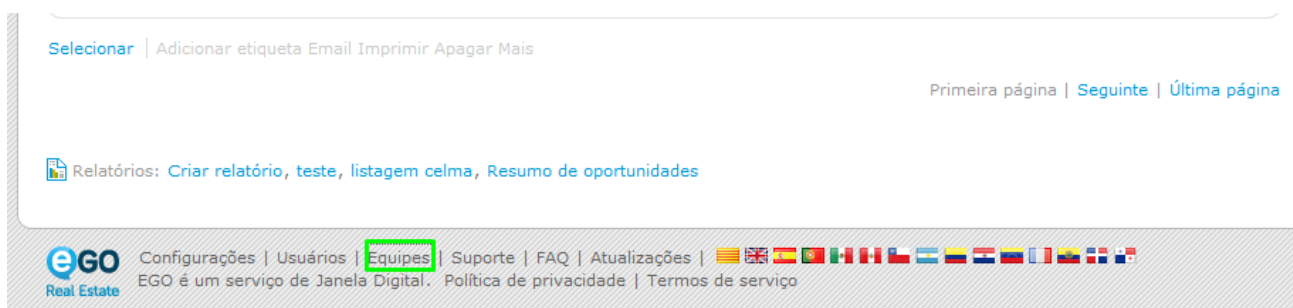 Selecionar | Adicionar etiqueta Email Imprimir Apagar Mais
Primeira página | Seguinte | Última página
Relatórios: Criar relatório, teste, listagem celma, Resumo de oportunidades
eGO Real Estate
Configurações | Usuários | Equipes | Suporte | FAQ | Atualizações |
EGO é um serviço de Janela Digital. Política de privacidade | Termos de serviço